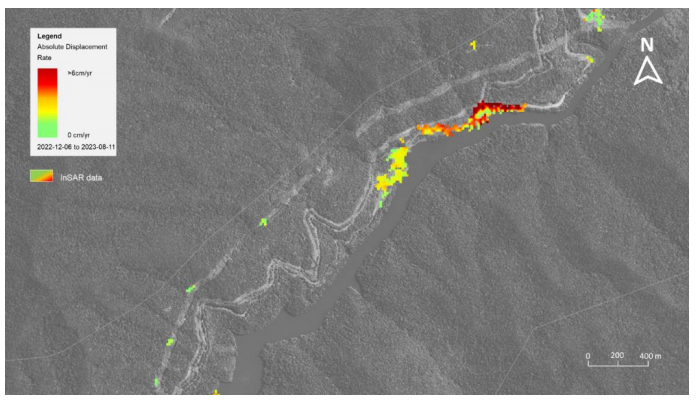 Legend
Absolute Displacement
Rate
>6cm/yr
0 cm/yr
2022-12-06 to 2023-08-11
InSAR data
N
0 200 400 m